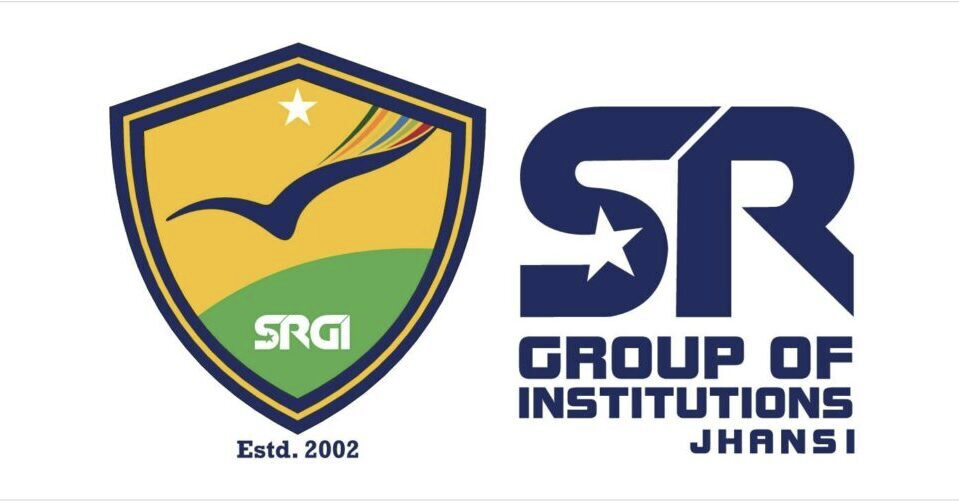 SRGI
Estd. 2002
SR
GROUP OF
INSTITUTIONS
JHANSI